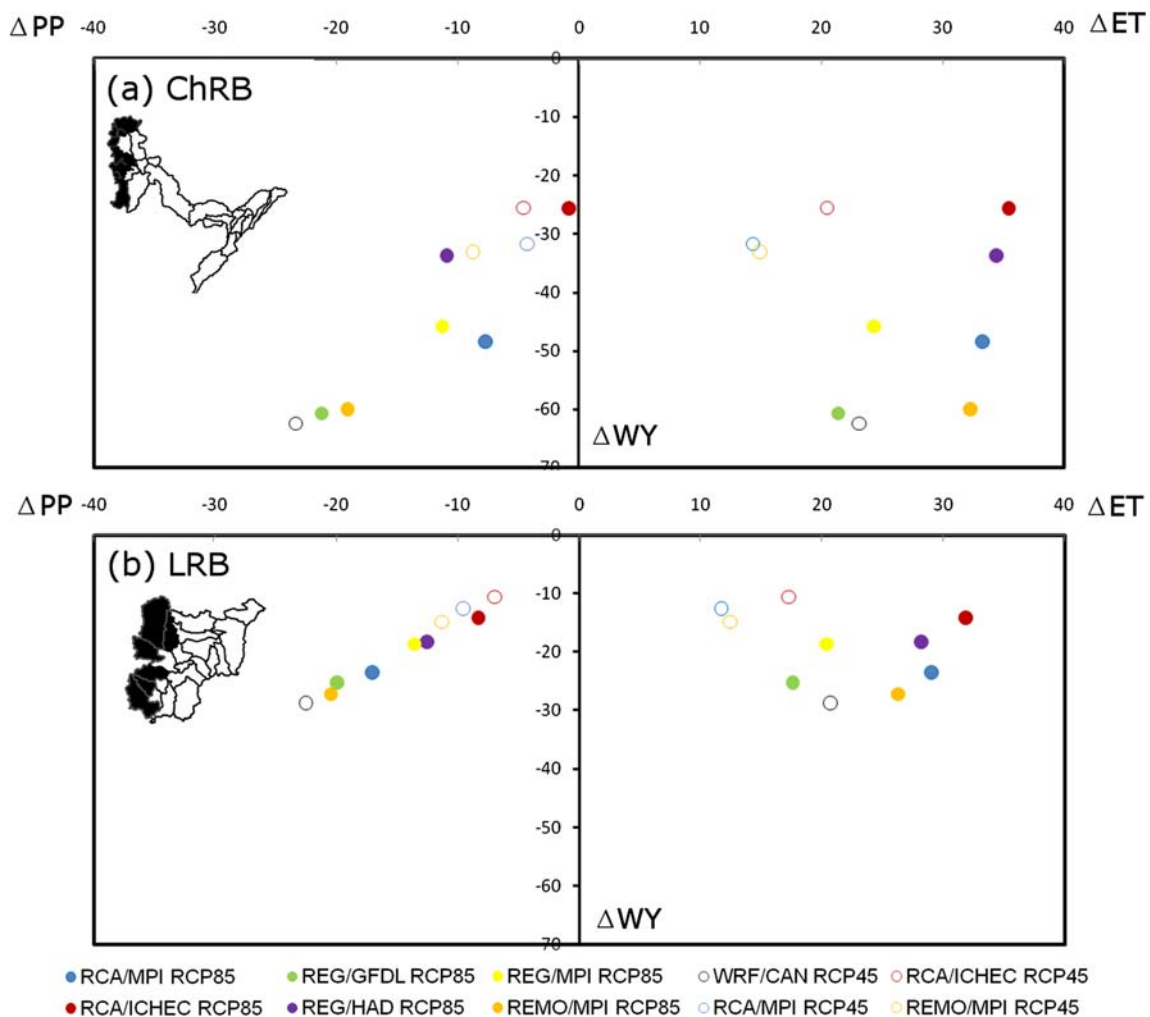 ΔPP -40 -30 -20 -10 0 10 20 30 40 ΔET
0
(a) ChRB
-10
-20
-30
-40
-50
-60
ΔWY
70
ΔPP -40 -30 -20 -10 0 10 20 30 40 ΔET
0
(b) LRB
-10
-20
-30
-40
-50
-60
ΔWY
70
RCA/MPI RCP85 REG/GFDL RCP85 REG/MPI RCP85 WRF/CAN RCP45 RCA/ICHEC RCP45
RCA/ICHEC RCP85 REG/HAD RCP85 REMO/MPI RCP85 RCA/MPI RCP45 REMO/MPI RCP45